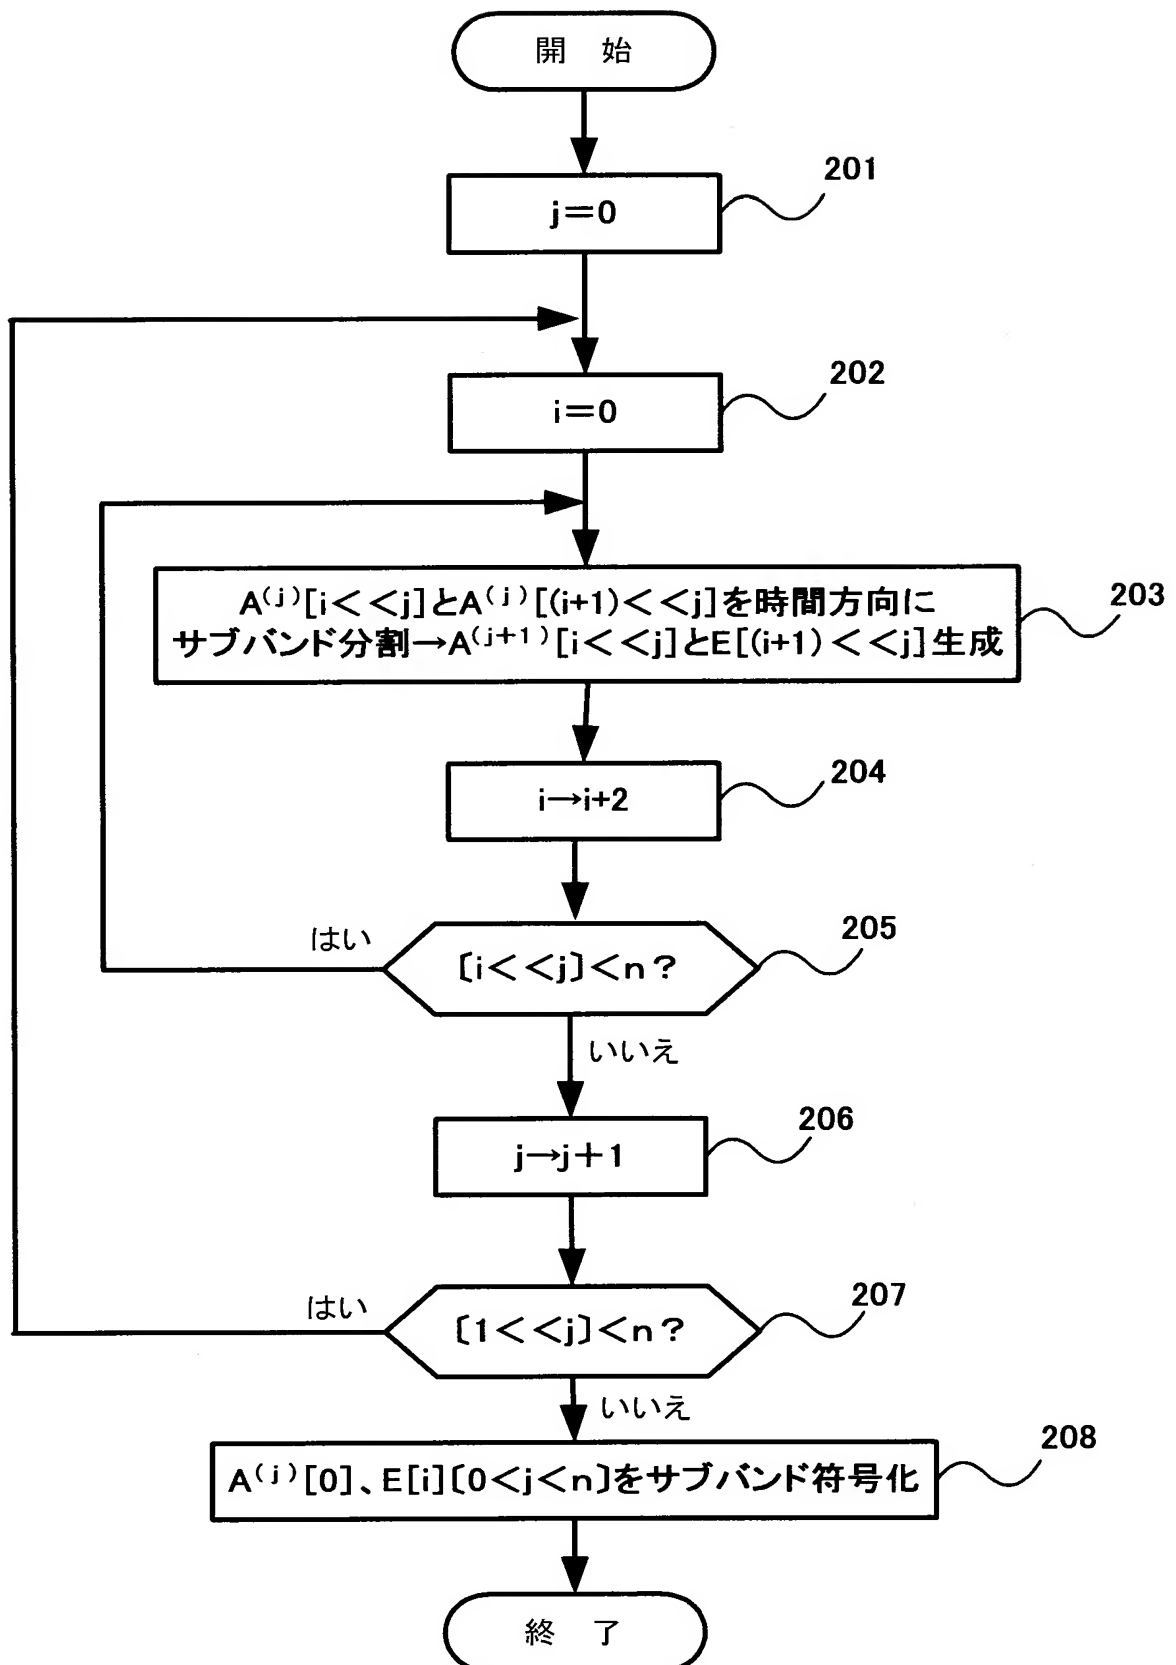 開 始
201
j=0
202
i=0
203
A(j)[i<<j]とA(j)[(i+1)<<j]を時間方向に
サブバンド分割→A(j+1)[i<<j]とE[(i+1)<<j]生成
204
i→i+2
205
はい
〔i<<j〕<n?
いいえ
206
j→j+1
207
はい
〔1<<j〕<n?
いいえ
208
A(j)[0]、E[i]〔0<j<n〕をサブバンド符号化
終 了